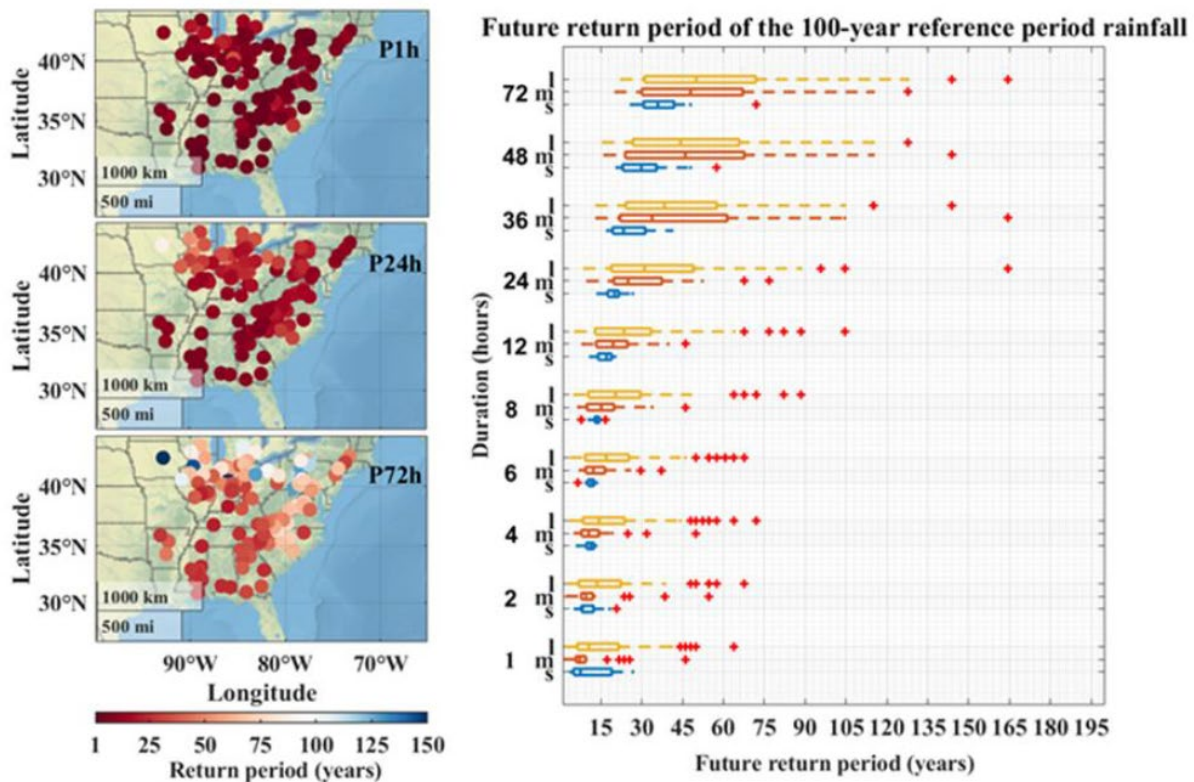 P1h
Latitude
40°N
35°N
30°N
1000 km
500 mi
P24h
Latitude
40°N
35°N
30°N
1000 km
500 mi
P72h
Latitude
40°N
35°N
30°N
1000 km
500 mi
90°W 80°W 70°W
Longitude
1 25 50 75 100 125 150
Return period (years)
Future return period of the 100-year reference period rainfall
Duration (hours)
l
72 m
s
l
48 m
s
l
36 m
s
l
24 m
s
l
12 m
s
l
8 m
s
l
6 m
s
l
4 m
s
l
2 m
s
l
1 m
s
15 30 45 60 75 90 105 120 135 150 165 180 195
Future return period (years)